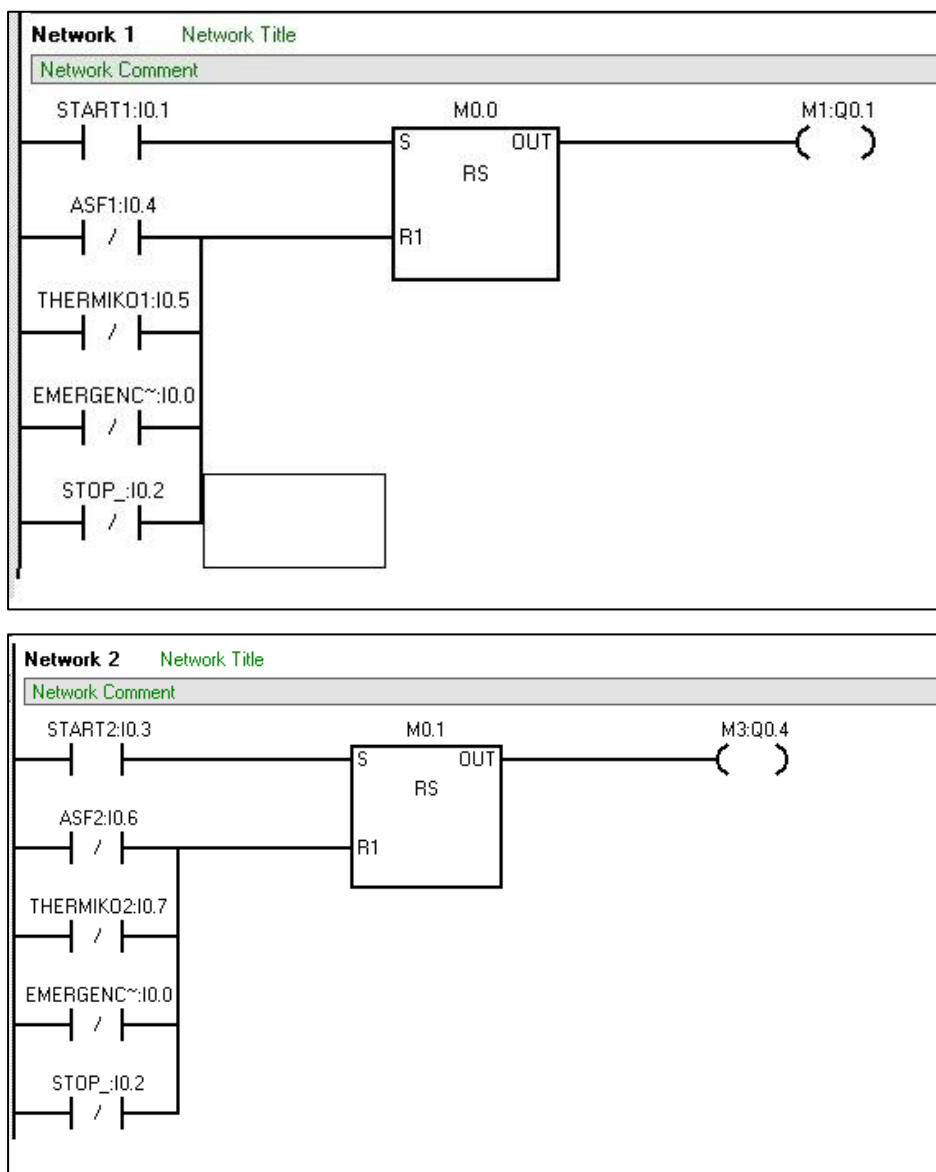 Network 1 Network Title
Network Comment
START1:I0.1 M0.0 M1:Q0.1
S OUT
RS
ASF1:I0.4
/ R1
THERMIKO1:I0.5
/
EMERGENC~:I0.0
/
STOP_:I0.2
/
Network 2 Network Title
Network Comment
START2:I0.3 M0.1 M3:Q0.4
S OUT
RS
ASF2:I0.6
/ R1
THERMIKO2:I0.7
/
EMERGENC~:I0.0
/
STOP_:I0.2
/